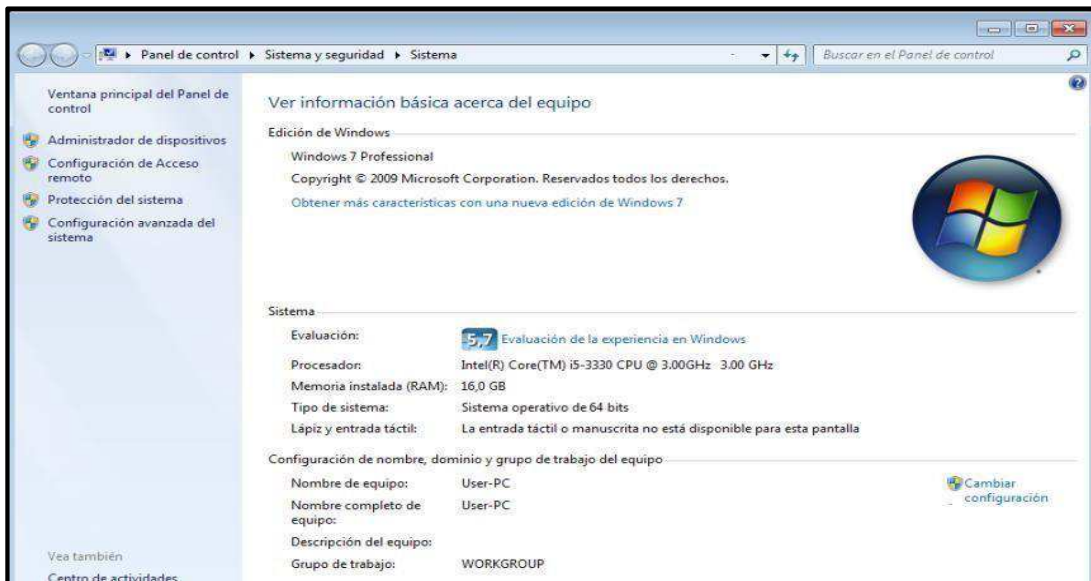 Panel de control ▸ Sistema y seguridad ▸ Sistema
Buscar en el Panel de control
Ventana principal del Panel de
control
Administrador de dispositivos
Configuración de Acceso
remoto
Protección del sistema
Configuración avanzada del
sistema
Vea también
Centro de actividades
Ver información básica acerca del equipo
Edición de Windows
Windows 7 Professional
Copyright © 2009 Microsoft Corporation. Reservados todos los derechos.
Obtener más características con una nueva edición de Windows 7
Sistema
Evaluación: 5,7 Evaluación de la experiencia en Windows
Procesador: Intel(R) Core(TM) i5-3330 CPU @ 3.00GHz 3.00 GHz
Memoria instalada (RAM): 16,0 GB
Tipo de sistema: Sistema operativo de 64 bits
Lápiz y entrada táctil: La entrada táctil o manuscrita no está disponible para esta pantalla
Configuración de nombre, dominio y grupo de trabajo del equipo
Nombre de equipo: User-PC
Cambiar
configuración
Nombre completo de User-PC
equipo:
Descripción del equipo:
Grupo de trabajo: WORKGROUP